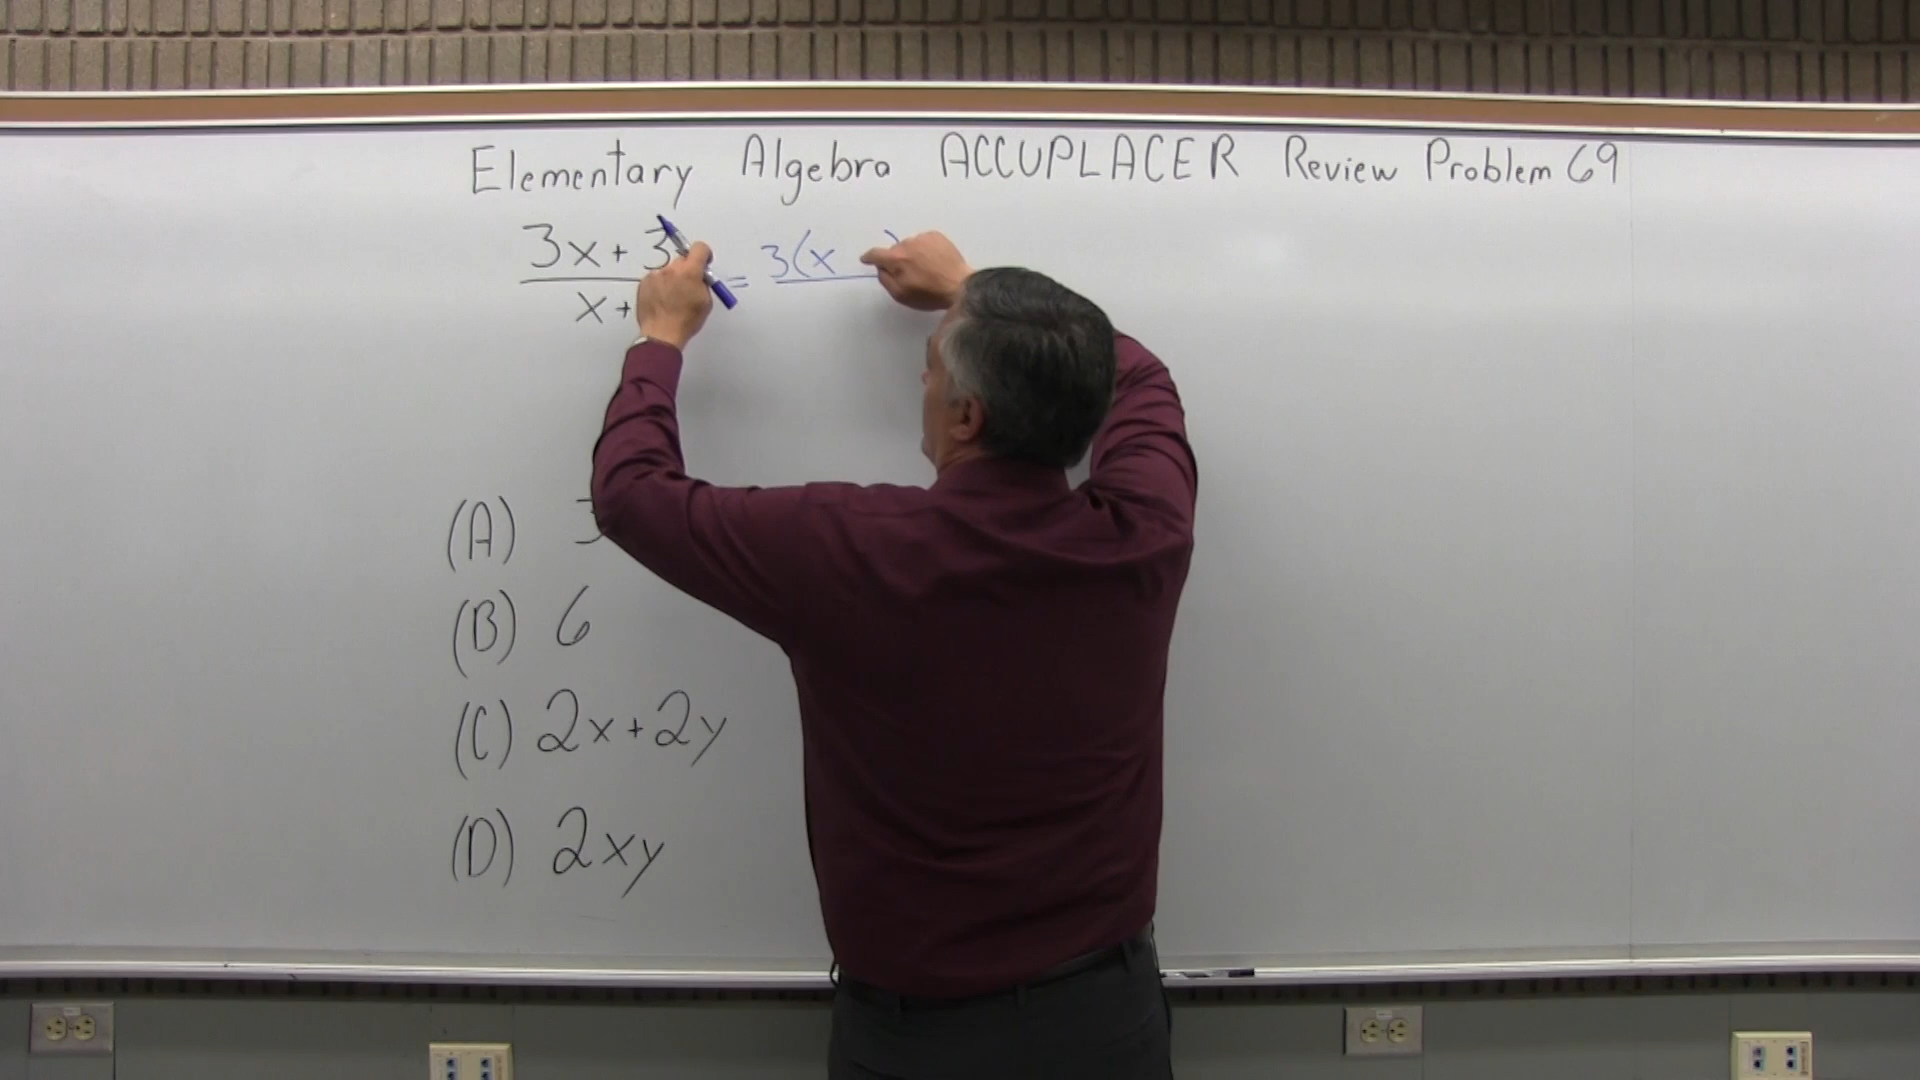 Elementary Algebra ACCUPLACER Review Problem 69
3x + 3 = 3(x )
x +
(A) 3
(B) 6
(C) 2x + 2y
(D) 2xy